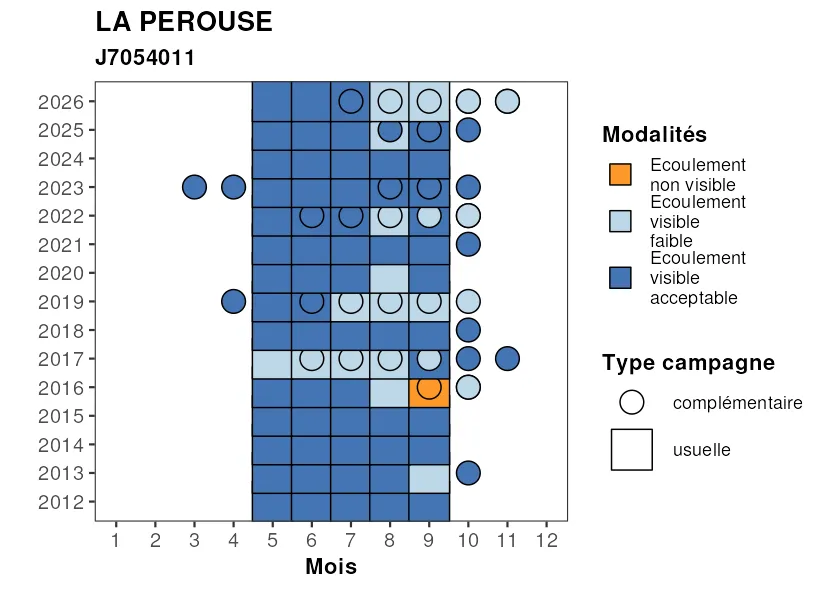 LA PEROUSE
J7054011
2026
2025
2024
2023
2022
2021
2020
2019
2018
2017
2016
2015
2014
2013
2012
1 2 3 4 5 6 7 8 9 10 11 12
Mois
Modalités
Ecoulement
non visible
Ecoulement
visible
faible
Ecoulement
visible
acceptable
Type campagne
complémentaire
usuelle